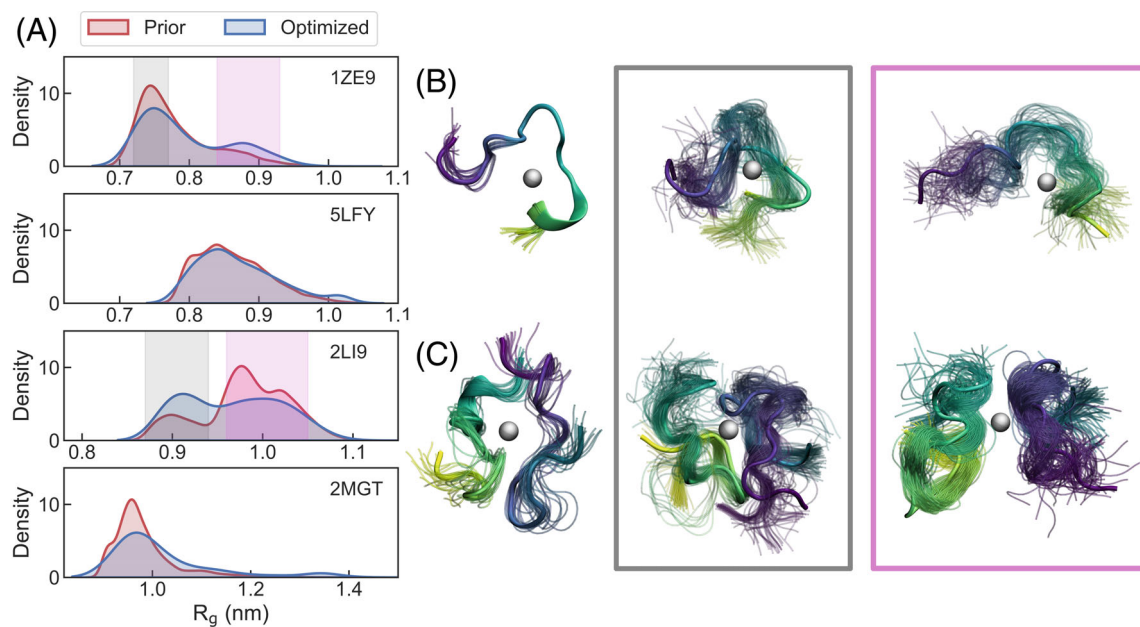 (A)
Prior
Optimized
Density
10
0
1ZE9
0.7 0.8 0.9 1.0 1.1
Density
10
0
5LFY
0.7 0.8 0.9 1.0 1.1
Density
10
0
2LI9
0.8 0.9 1.0 1.1
Density
10
0
2MGT
1.0 1.2 1.4
Rg (nm)
(B)
(C)